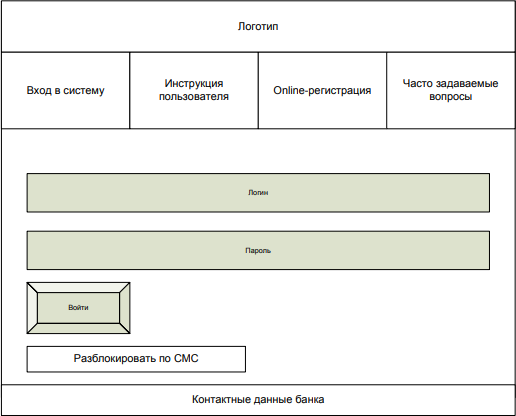 Логотип
Вход в систему
Инструкция
пользователя
Online-регистрация
Часто задаваемые
вопросы
Логин
Пароль
Войти
Разблокировать по СМС
Контактные данные банка